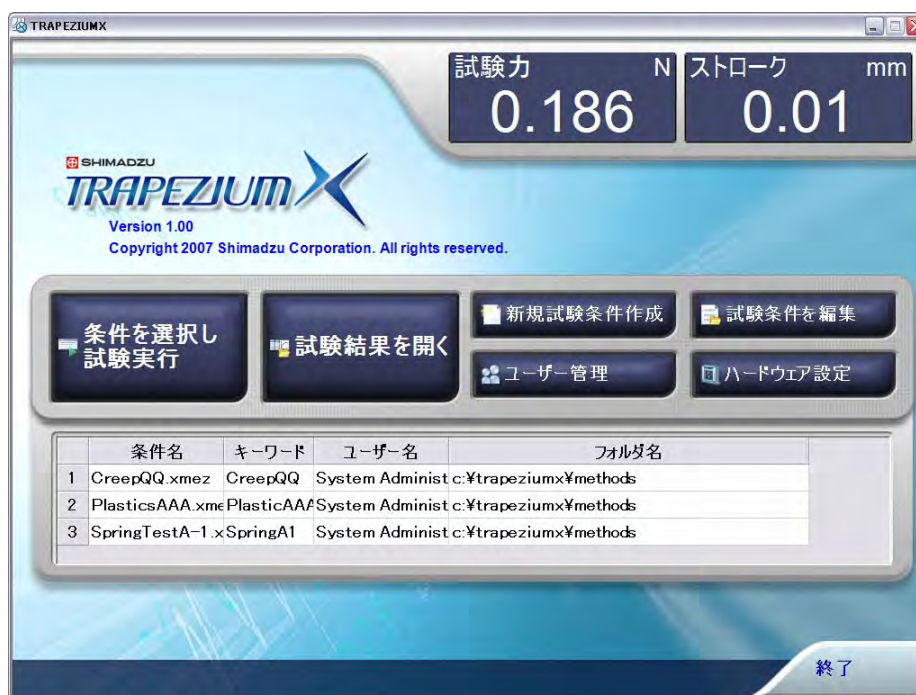 TRAPEZIUMX
試験力 N ストローク mm
0.186 0.01
SHIMADZU
TRAPEZIUM X
Version 1.00
Copyright 2007 Shimadzu Corporation. All rights reserved.
条件を選択し
試験実行
試験結果を開く
新規試験条件作成
試験条件を編集
ユーザー管理
ハードウェア設定
条件名 キーワード ユーザー名 フォルダ名
1 CreepQQ.xmez CreepQQ System Administ c:¥trapeziumx¥methods
2 PlasticsAAA.xme PlasticAAA System Administ c:¥trapeziumx¥methods
3 SpringTestA-1.x SpringA1 System Administ c:¥trapeziumx¥methods
終了